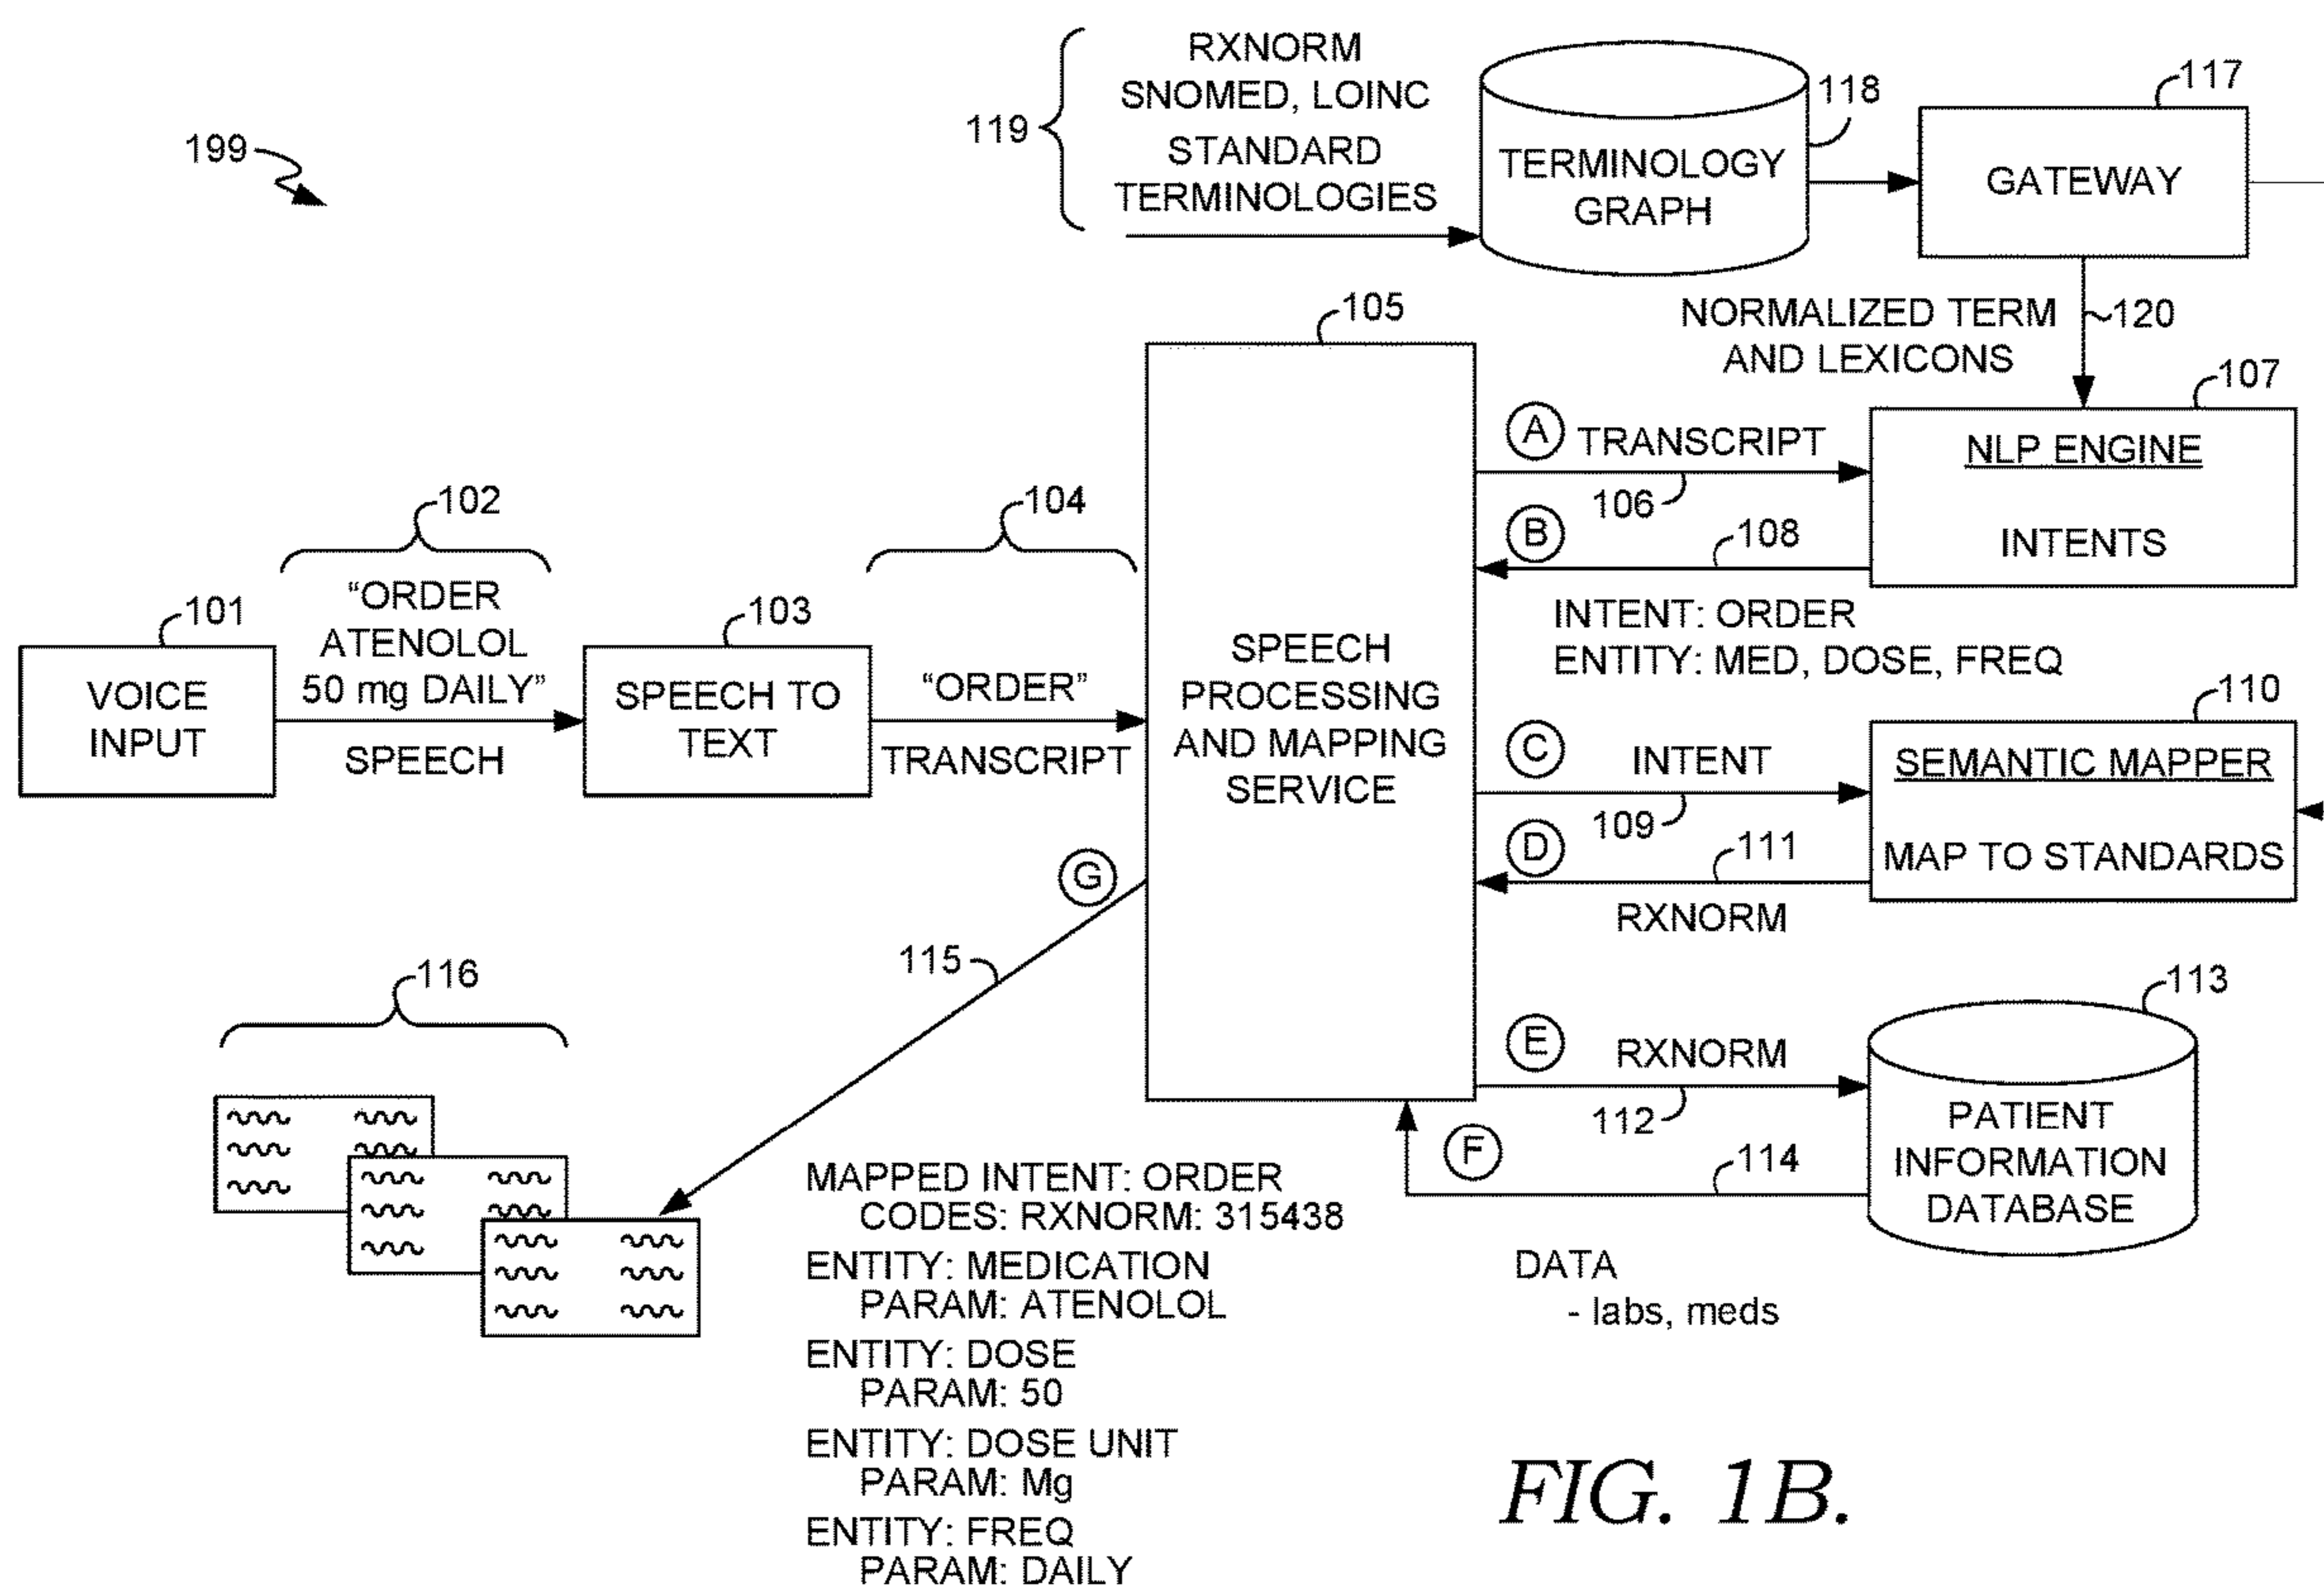 RXNORM
SNOMED, LOINC
STANDARD
TERMINOLOGIES
119
199
TERMINOLOGY
GRAPH
118
GATEWAY
117
NORMALIZED TERM
AND LEXICONS
120
105
SPEECH
PROCESSING
AND MAPPING
SERVICE
A TRANSCRIPT
106
107
NLP ENGINE
INTENTS
B
108
INTENT: ORDER
ENTITY: MED, DOSE, FREQ
101
VOICE
INPUT
102
“ORDER
ATENOLOL
50 mg DAILY”
SPEECH
103
SPEECH TO
TEXT
104
“ORDER”
TRANSCRIPT
C INTENT
109
110
SEMANTIC MAPPER
MAP TO STANDARDS
D
111
RXNORM
G
115
116
E RXNORM
112
113
PATIENT
INFORMATION
DATABASE
F
114
DATA
- labs, meds
MAPPED INTENT: ORDER
CODES: RXNORM: 315438
ENTITY: MEDICATION
PARAM: ATENOLOL
ENTITY: DOSE
PARAM: 50
ENTITY: DOSE UNIT
PARAM: Mg
ENTITY: FREQ
PARAM: DAILY
FIG. 1B.